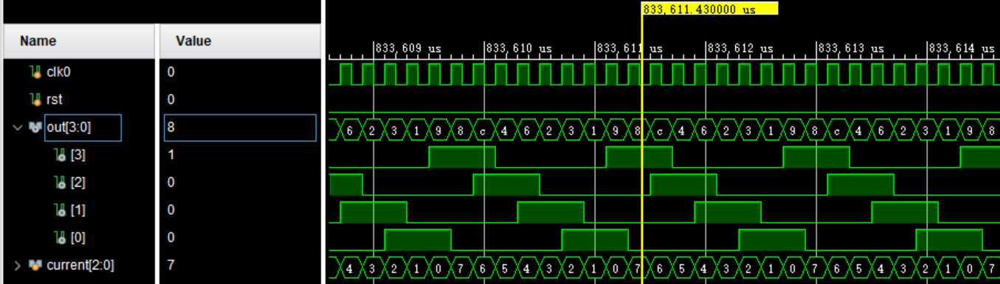 833,611.430000 us
Name Value
833,609 us 833,610 us 833,611 us 833,612 us 833,613 us 833,614 us
clk0 0
rst 0
out[3:0] 8 6 2 3 1 9 8 c 4 6 2 3 1 9 8 c 4 6 2 3 1 9 8 c 4 6 2 3 1 9 8
[3] 1
[2] 0
[1] 0
[0] 0
current[2:0] 7 4 3 2 1 0 7 6 5 4 3 2 1 0 7 6 5 4 3 2 1 0 7 6 5 4 3 2 1 0 7